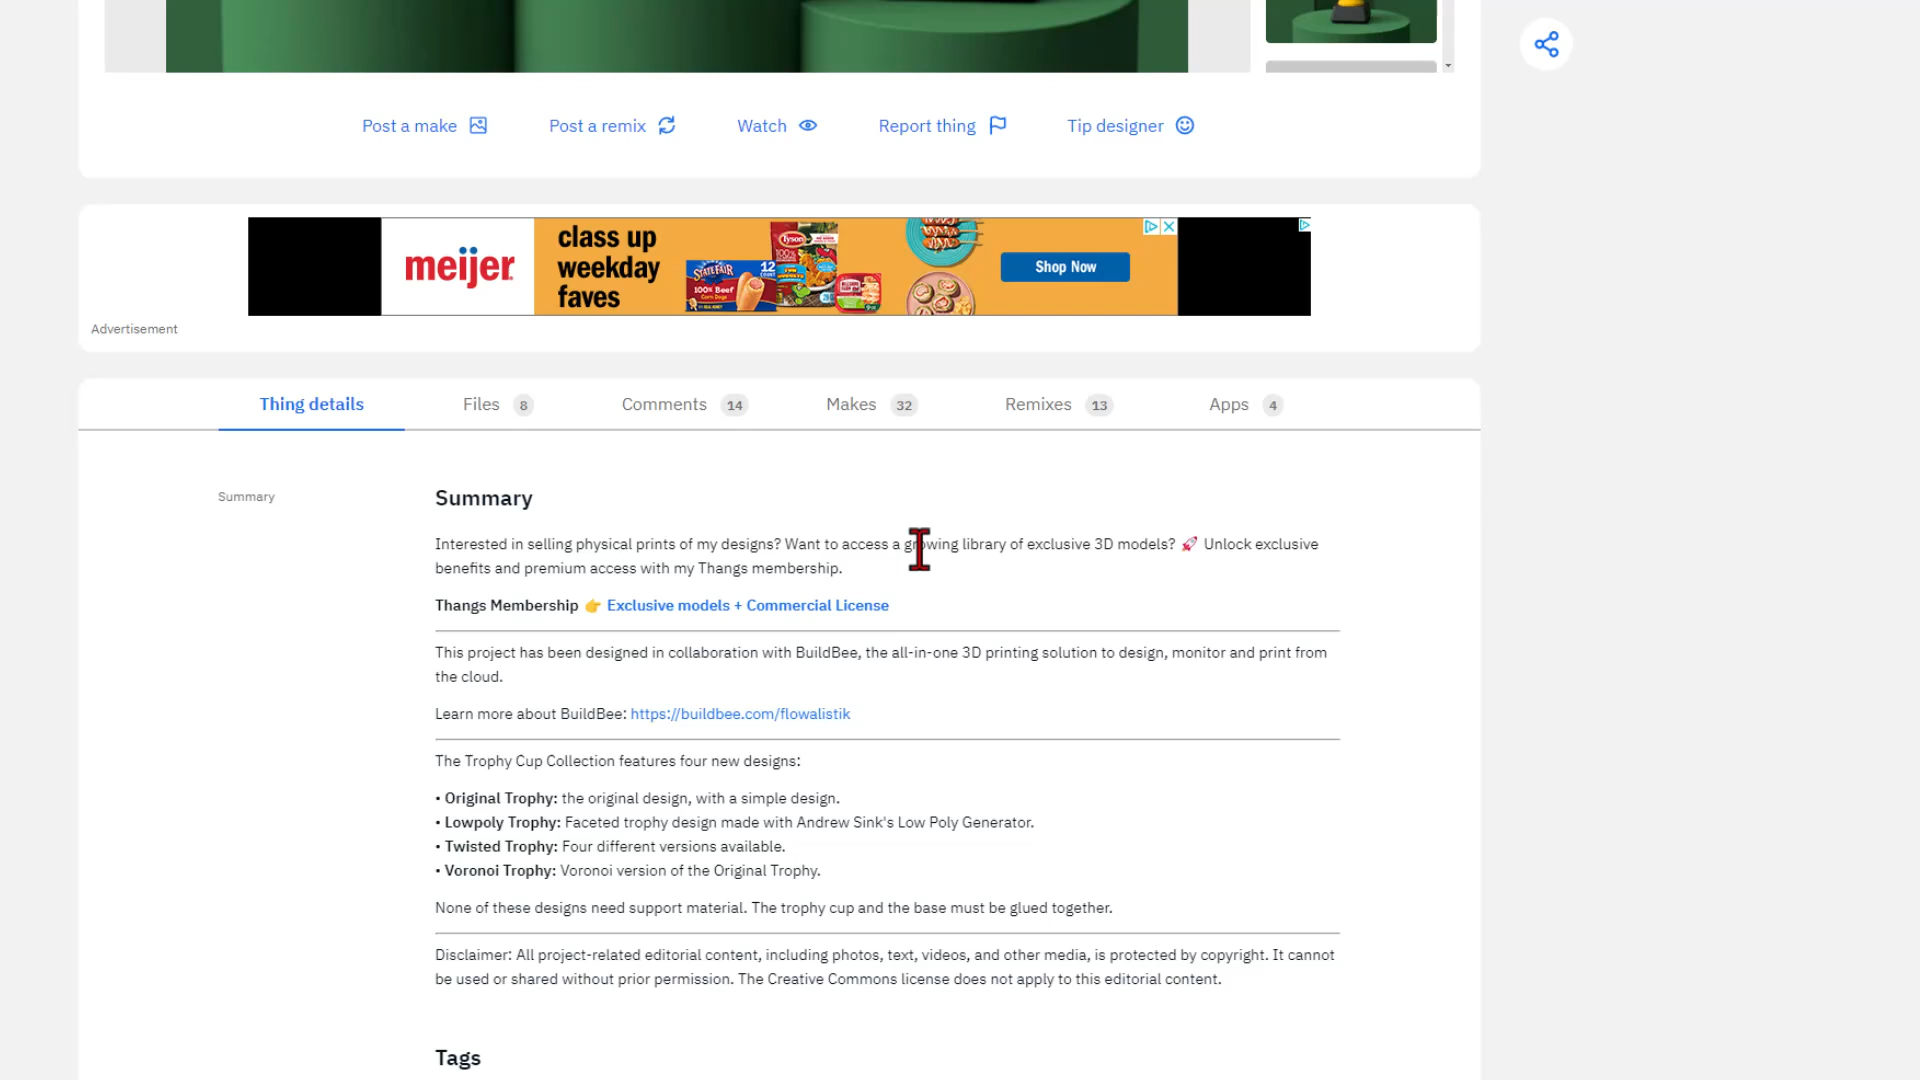 Post a make
Post a remix
Watch
Report thing
Tip designer
meijer
class up
weekday
faves
STATE FAIR
12
100% Beef
Corn Dogs
Tyson
Shop Now
Advertisement
Thing details
Files 8
Comments 14
Makes 32
Remixes 13
Apps 4
Summary
Summary
Interested in selling physical prints of my designs? Want to access a growing library of exclusive 3D models? 🚀 Unlock exclusive
benefits and premium access with my Thangs membership.
Thangs Membership 👉 Exclusive models + Commercial License
This project has been designed in collaboration with BuildBee, the all-in-one 3D printing solution to design, monitor and print from
the cloud.
Learn more about BuildBee: https://buildbee.com/flowalistik
The Trophy Cup Collection features four new designs:
• Original Trophy: the original design, with a simple design.
• Lowpoly Trophy: Faceted trophy design made with Andrew Sink's Low Poly Generator.
• Twisted Trophy: Four different versions available.
• Voronoi Trophy: Voronoi version of the Original Trophy.
None of these designs need support material. The trophy cup and the base must be glued together.
Disclaimer: All project-related editorial content, including photos, text, videos, and other media, is protected by copyright. It cannot
be used or shared without prior permission. The Creative Commons license does not apply to this editorial content.
Tags